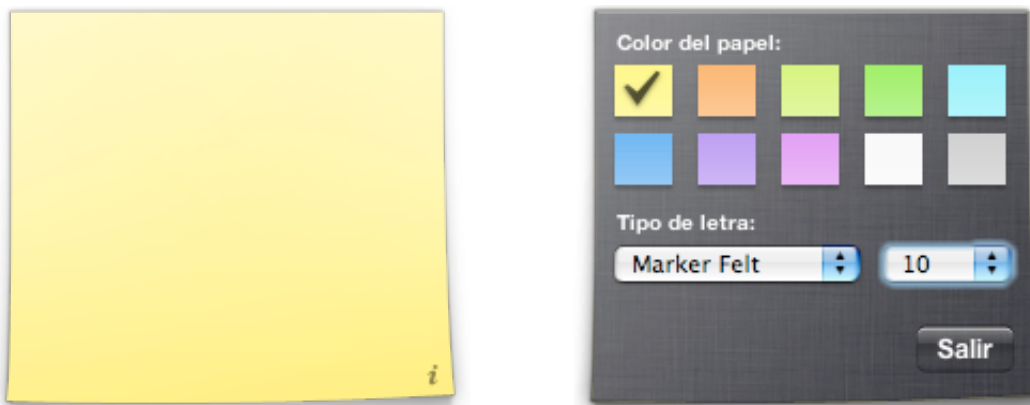 i
Color del papel:
Tipo de letra:
Marker Felt 10
Salir